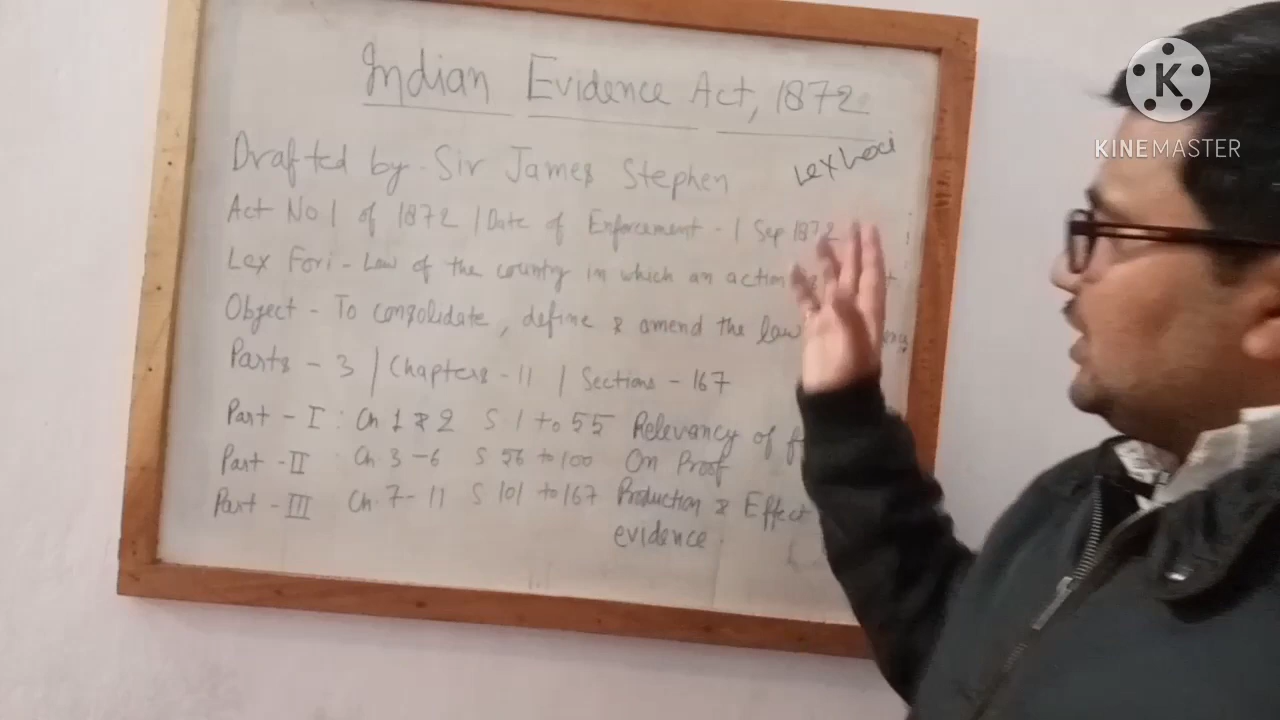 Indian Evidence Act, 1872
Drafted by - Sir James Stephen
Lex Loci
Act No 1 of 1872 | Date of Enforcement - 1 Sep 1872
Lex Fori - Law of the country in which an action
Object - To consolidate, define & amend the law
Parts - 3 | Chapters - 11 | Sections - 167
Part - I : Ch 1 & 2 S 1 to 55 Relevancy of
Part - II Ch 3 - 6 S 56 to 100 On Proof
Part - III Ch. 7 - 11 S 101 to 167 Production & Effect
evidence.
K
KINEMASTER